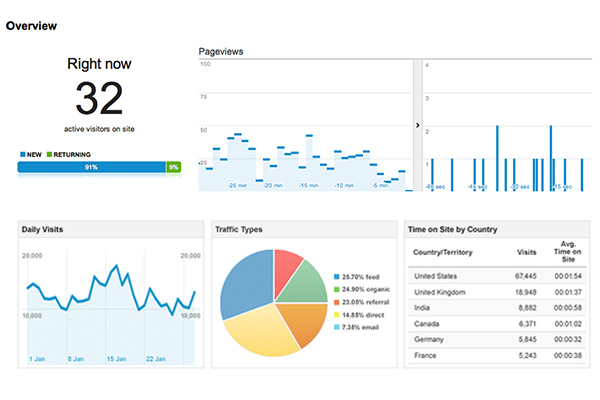 Overview
Right now
32
active visitors on site
NEW RETURNING
91% 9%
Pageviews
100
75
50
25
-25 min -20 min -15 min -10 min -5 min
4
3
2
1
-60 sec -45 sec -30 sec -15 sec
Daily Visits
20,000 20,000
10,000 10,000
1 Jan 8 Jan 15 Jan 22 Jan
Traffic Types
25.70% feed
24.90% organic
23.05% referral
14.85% direct
7.35% email
Time on Site by Country
Country/Territory Visits Avg. Time on Site
United States 67,445 00:01:54
United Kingdom 18,948 00:01:37
India 8,882 00:00:58
Canada 6,371 00:01:02
Germany 5,845 00:00:32
France 5,243 00:00:38